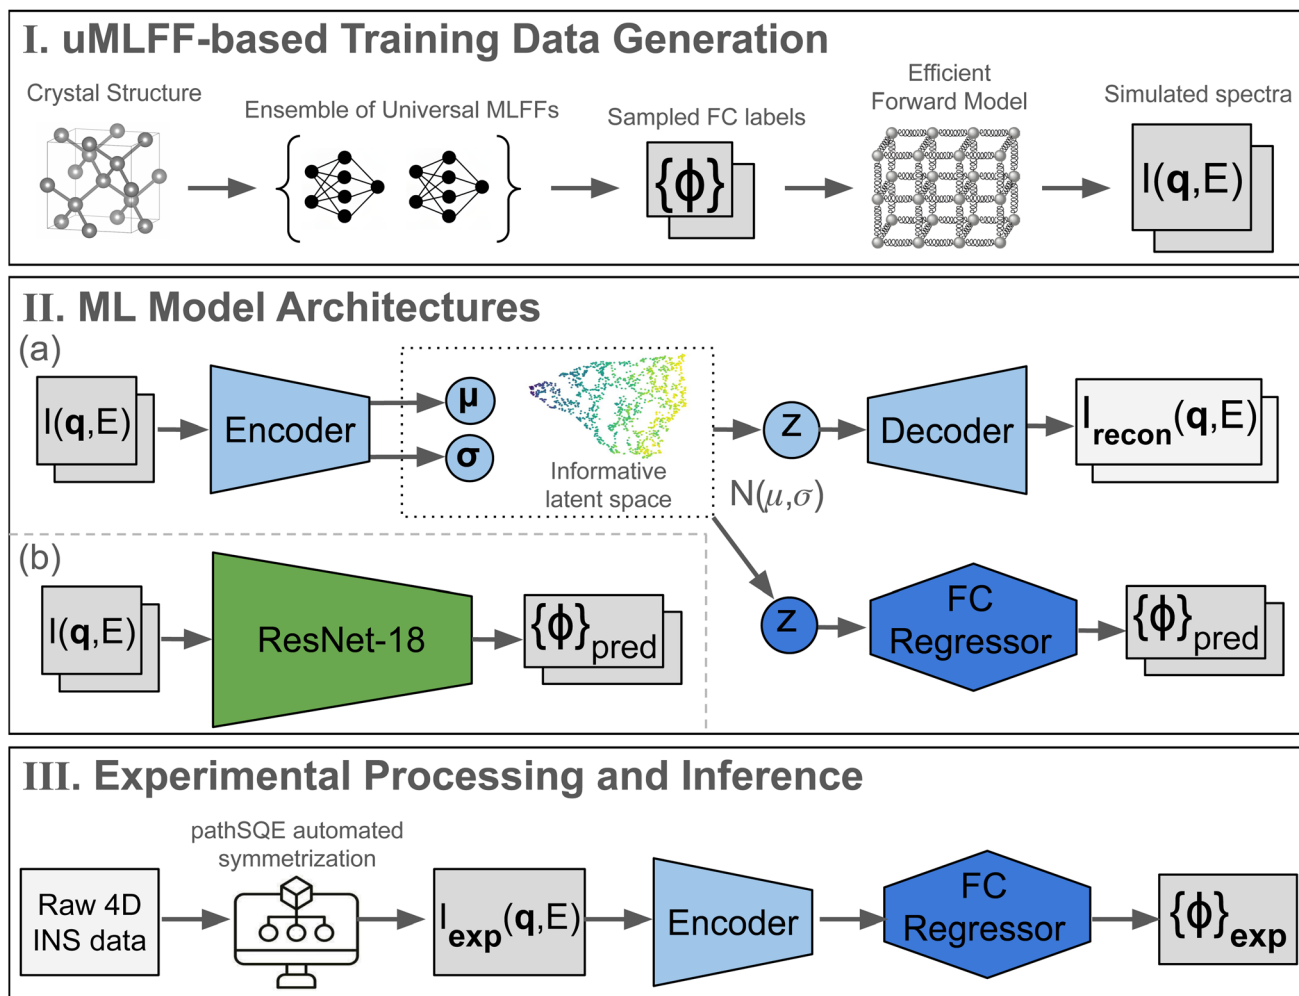 I. uMLFF-based Training Data Generation
Crystal Structure
Ensemble of Universal MLFFs
Sampled FC labels
{ϕ}
Efficient
Forward Model
Simulated spectra
I(q,E)
II. ML Model Architectures
(a)
I(q,E)
Encoder
μ
σ
Informative
latent space
z
N(μ,σ)
Decoder
I_recon(q,E)
z
FC
Regressor
{ϕ}pred
(b)
I(q,E)
ResNet-18
{ϕ}pred
III. Experimental Processing and Inference
Raw 4D
INS data
pathSQE automated
symmetrization
I_exp(q,E)
Encoder
FC
Regressor
{ϕ}exp